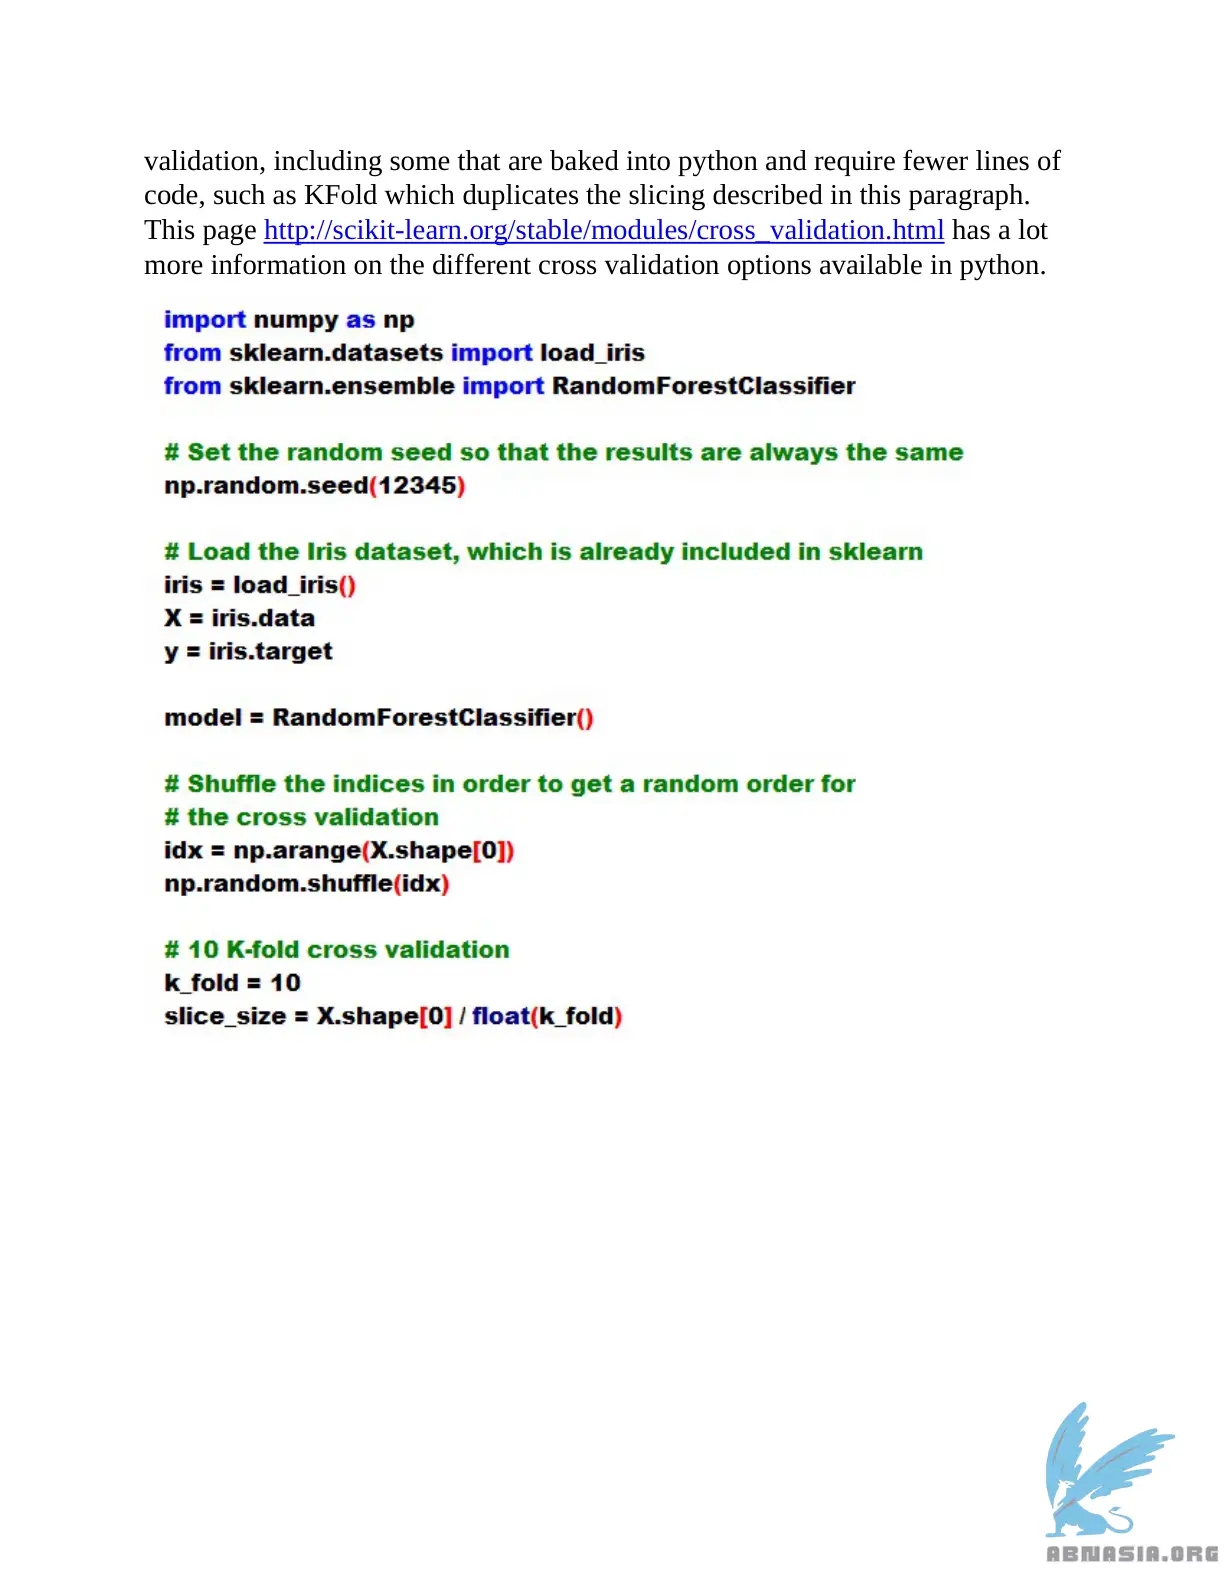 validation, including some that are baked into python and require fewer lines of
code, such as KFold which duplicates the slicing described in this paragraph.
This page http://scikit-learn.org/stable/modules/cross_validation.html has a lot
more information on the different cross validation options available in python.
import numpy as np
from sklearn.datasets import load_iris
from sklearn.ensemble import RandomForestClassifier
# Set the random seed so that the results are always the same
np.random.seed(12345)
# Load the Iris dataset, which is already included in sklearn
iris = load_iris()
X = iris.data
y = iris.target
model = RandomForestClassifier()
# Shuffle the indices in order to get a random order for
# the cross validation
idx = np.arange(X.shape[0])
np.random.shuffle(idx)
# 10 K-fold cross validation
k_fold = 10
slice_size = X.shape[0] / float(k_fold)
ABNASIA.ORG